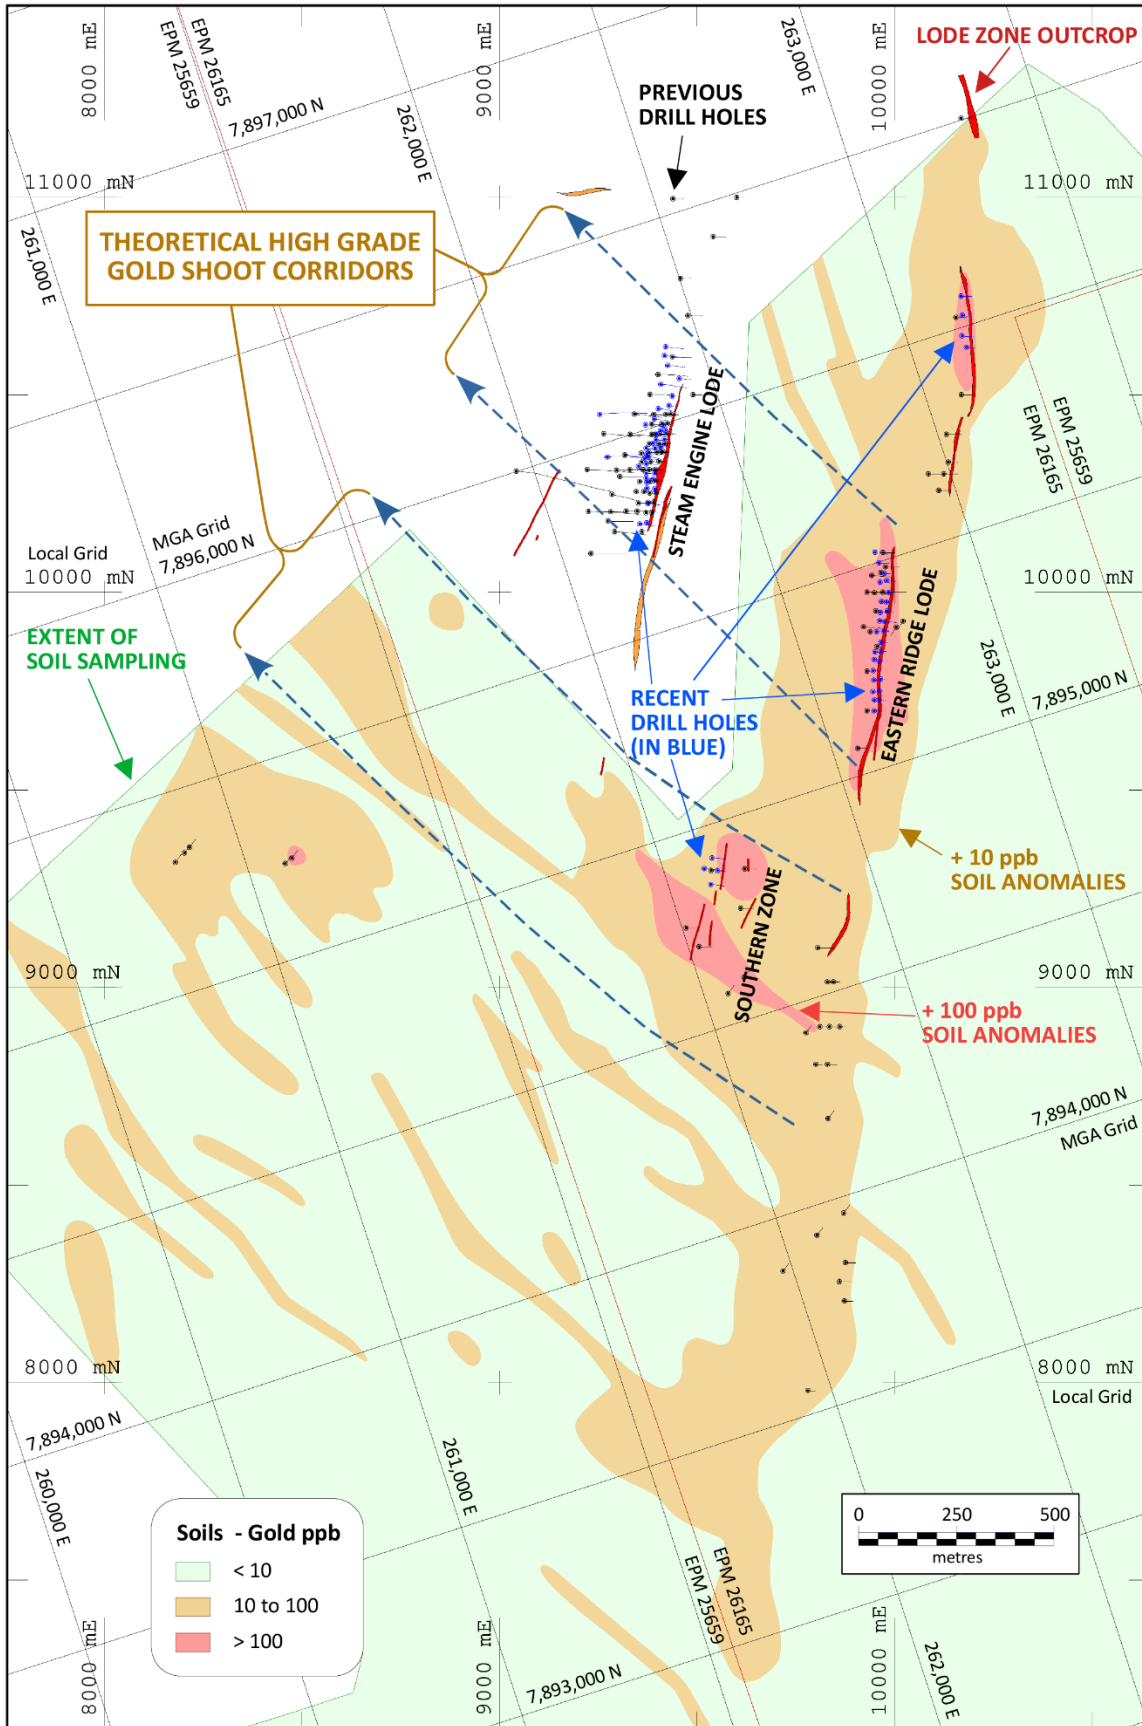 8000 mE
EPM 25659
EPM 26165
7,897,000 N
262,000 E
9000 mE
263,000 E
10000 mE
LODE ZONE OUTCROP
PREVIOUS
DRILL HOLES
11000 mN
11000 mN
261,000 E
THEORETICAL HIGH GRADE
GOLD SHOOT CORRIDORS
STEAM ENGINE LODE
EPM 25659
EPM 26165
Local Grid
10000 mN
MGA Grid
7,896,000 N
10000 mN
EXTENT OF
SOIL SAMPLING
EASTERN RIDGE LODE
263,000 E
7,895,000 N
RECENT
DRILL HOLES
(IN BLUE)
+ 10 ppb
SOIL ANOMALIES
SOUTHERN ZONE
9000 mN
9000 mN
+ 100 ppb
SOIL ANOMALIES
7,894,000 N
MGA Grid
8000 mN
8000 mN
Local Grid
7,894,000 N
260,000 E
261,000 E
Soils - Gold ppb
< 10
10 to 100
> 100
0 250 500
metres
EPM 25659
EPM 26165
8000 mE
9000 mE
7,893,000 N
10000 mE
262,000 E